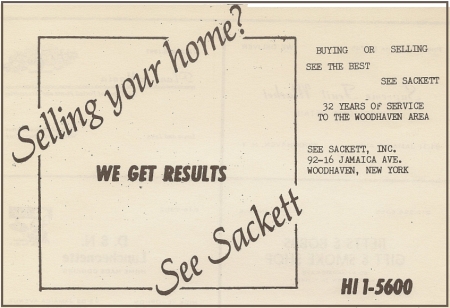 Selling your home?
WE GET RESULTS
See Sackett
BUYING OR SELLING
SEE THE BEST
SEE SACKETT
32 YEARS OF SERVICE
TO THE WOODHAVEN AREA
SEE SACKETT, INC.
92-16 JAMAICA AVE.
WOODHAVEN, NEW YORK
HI 1-5600